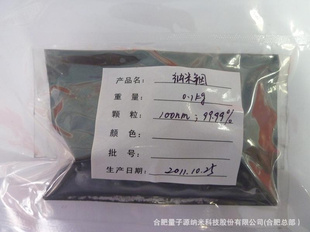 产品名: 纳米铟
重 量: 0.1kg
颗 粒: 100nm; 99.99%
颜 色:
批 号:
生产日期: 2011.10.25
合肥量子源纳米科技股份有限公司(合肥总部)